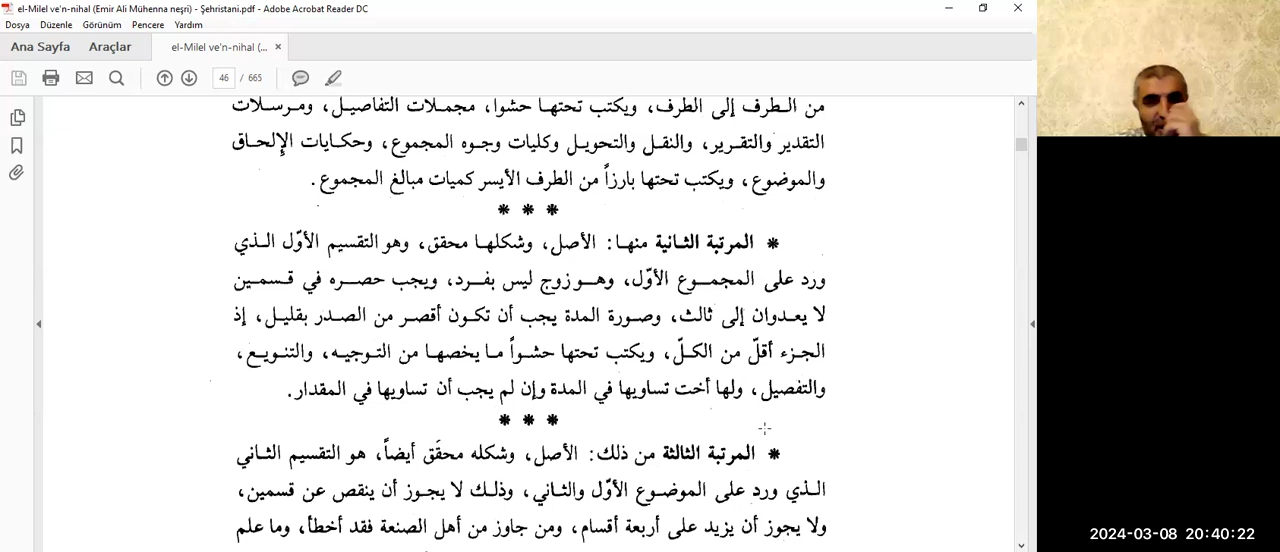 el-Milel ve'n-nihal (Emir Ali Mühenna neşri) - Şehristani.pdf - Adobe Acrobat Reader DC
Dosya Düzenle Görünüm Pencere Yardım
Ana Sayfa Araçlar el-Milel ve'n-nihal (... ×
46 / 665
من الطرف إلى الطرف، ويكتب تحتها حشوا، مجملات التفاصيل، ومرسلات
التقدير والتقرير، والنقل والتحويل وكليات وجوه المجموع، وحكايات الإلحاق
والموضوع، ويكتب تحتها بارزاً من الطرف الأيسر كميات مبالغ المجموع.
* * *
* المرتبة الثانية منها: الأصل، وشكلها محقق، وهو التقسيم الأوّل الذي
ورد على المجموع الأوّل، وهو زوج ليس بفرد، ويجب حصره في قسمين
لا يعدوان إلى ثالث، وصورة المدة يجب أن تكون أقصر من الصدر بقليل، إذ
الجزء أقلّ من الكلّ، ويكتب تحتها حشواً ما يخصها من التوجيه، والتنويع،
والتفصيل، ولها أخت تساويها في المدة وإن لم يجب أن تساويها في المقدار.
* * *
* المرتبة الثالثة من ذلك: الأصل، وشكله محقَق أيضاً، هو التقسيم الثاني
الذي ورد على الموضوع الأوّل والثاني، وذلك لا يجوز أن ينقص عن قسمين،
ولا يجوز أن يزيد على أربعة أقسام، ومن جاوز من أهل الصنعة فقد أخطأ، وما علم
2024-03-08 20:40:22